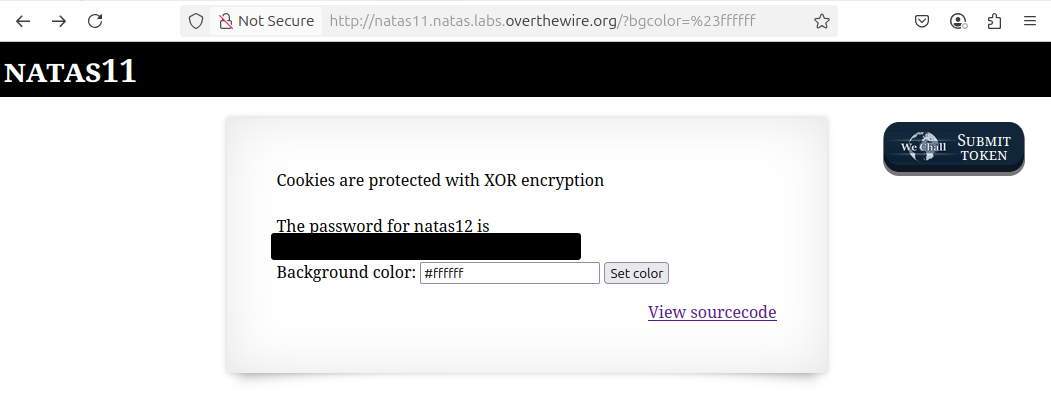 Not Secure http://natas11.natas.labs.overthewire.org/?bgcolor=%23ffffff
NATAS11
We Chall SUBMIT TOKEN
Cookies are protected with XOR encryption
The password for natas12 is
Background color: #ffffff Set color
View sourcecode